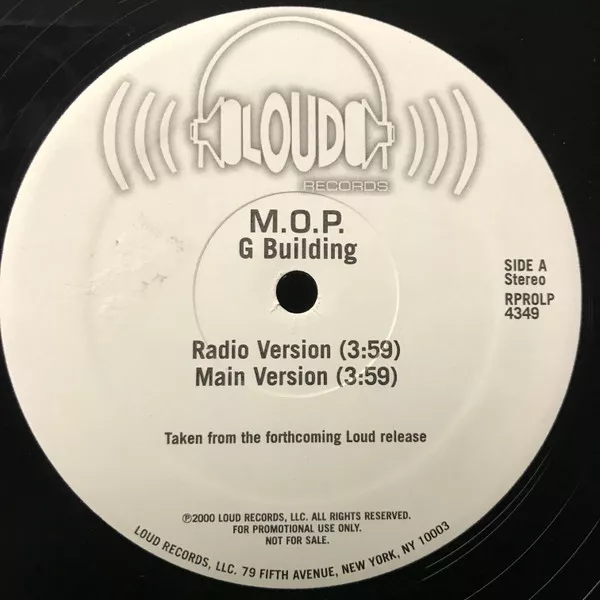 LOUD
RECORDS
M.O.P.
G Building
SIDE A
Stereo
RPROLP
4349
Radio Version (3:59)
Main Version (3:59)
Taken from the forthcoming Loud release
℗2000 LOUD RECORDS, LLC. ALL RIGHTS RESERVED.
FOR PROMOTIONAL USE ONLY.
NOT FOR SALE.
LOUD RECORDS, LLC. 79 FIFTH AVENUE, NEW YORK, NY 10003